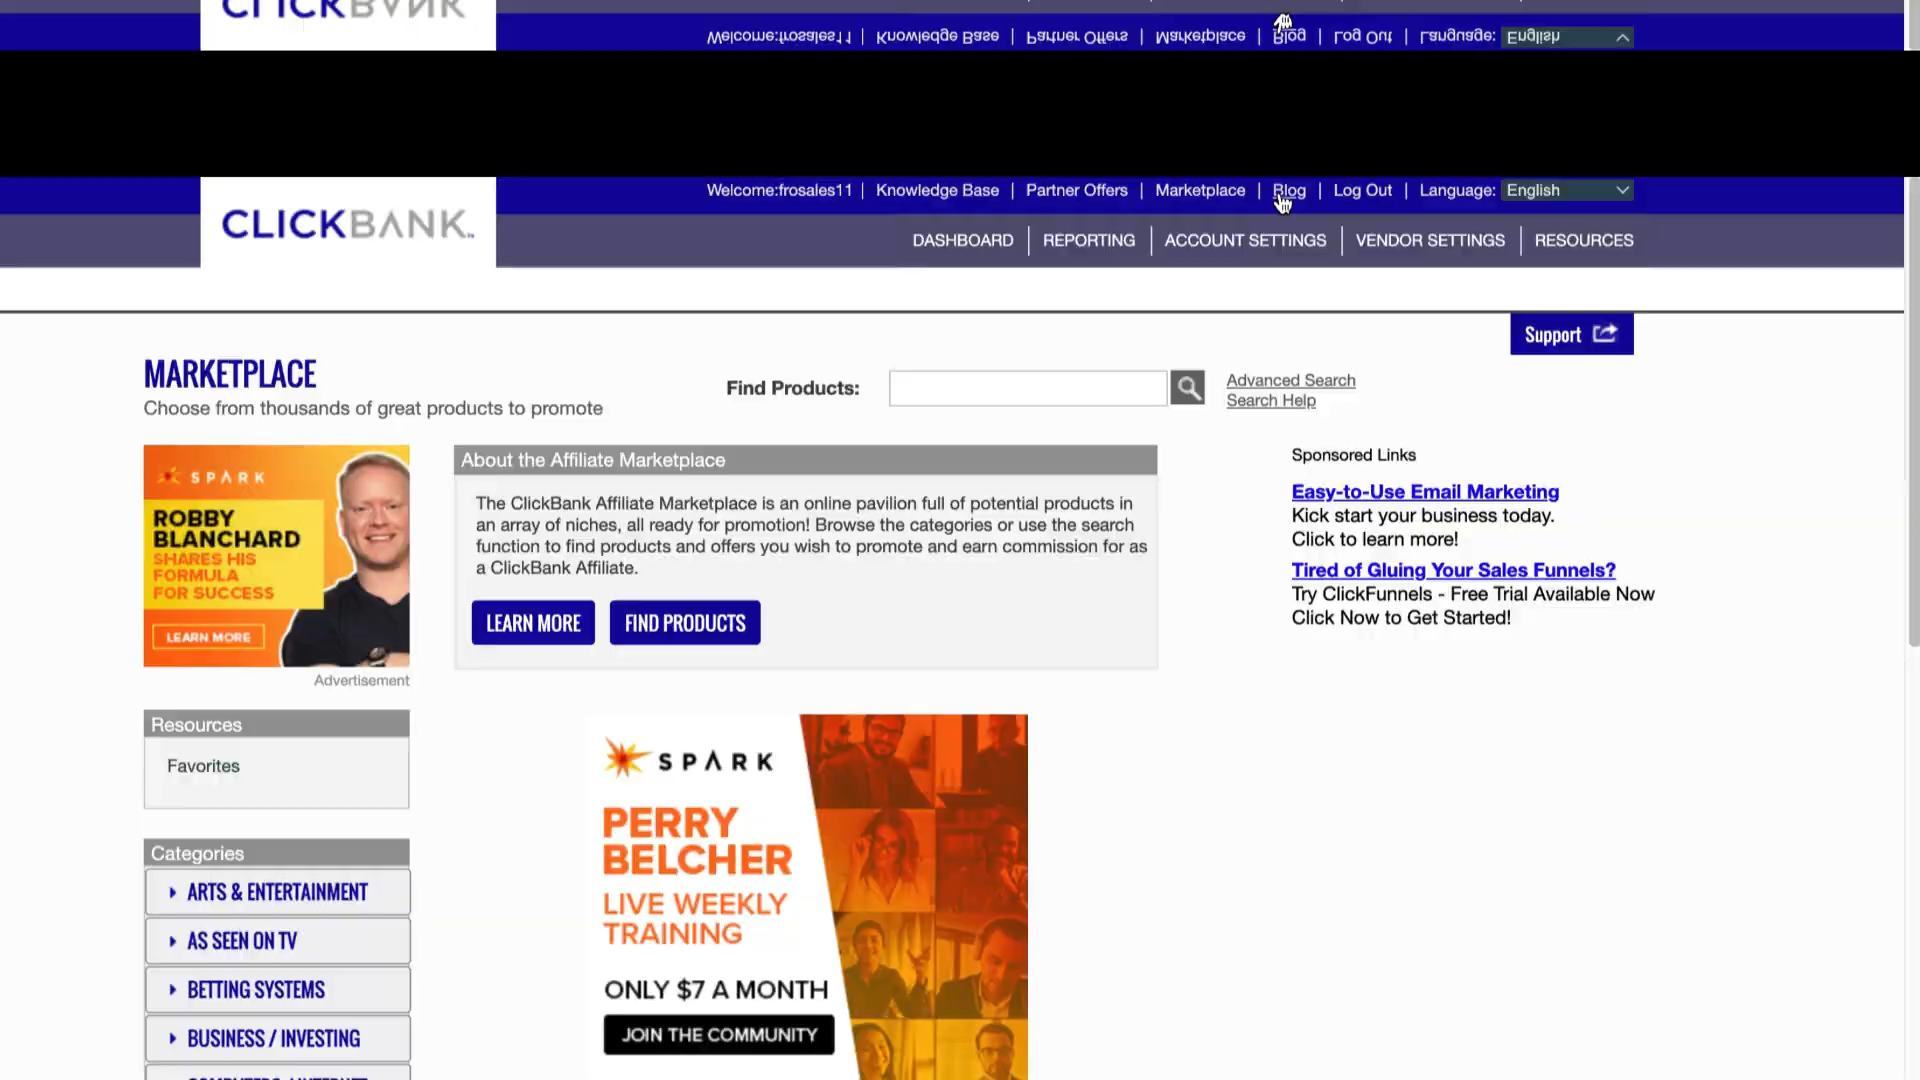 CLICKBANK
Welcome:frosales11 | Knowledge Base | Partner Offers | Marketplace | Blog | Log Out | Language: English
Welcome:frosales11 | Knowledge Base | Partner Offers | Marketplace | Blog | Log Out | Language: English
CLICKBANK
DASHBOARD | REPORTING | ACCOUNT SETTINGS | VENDOR SETTINGS | RESOURCES
Support
MARKETPLACE
Choose from thousands of great products to promote
Find Products:
Advanced Search
Search Help
SPARK
ROBBY
BLANCHARD
SHARES HIS
FORMULA
FOR SUCCESS
LEARN MORE
Advertisement
About the Affiliate Marketplace
The ClickBank Affiliate Marketplace is an online pavilion full of potential products in
an array of niches, all ready for promotion! Browse the categories or use the search
function to find products and offers you wish to promote and earn commission for as
a ClickBank Affiliate.
LEARN MORE
FIND PRODUCTS
Sponsored Links
Easy-to-Use Email Marketing
Kick start your business today.
Click to learn more!
Tired of Gluing Your Sales Funnels?
Try ClickFunnels - Free Trial Available Now
Click Now to Get Started!
Resources
Favorites
Categories
ARTS & ENTERTAINMENT
AS SEEN ON TV
BETTING SYSTEMS
BUSINESS / INVESTING
SPARK
PERRY
BELCHER
LIVE WEEKLY
TRAINING
ONLY $7 A MONTH
JOIN THE COMMUNITY